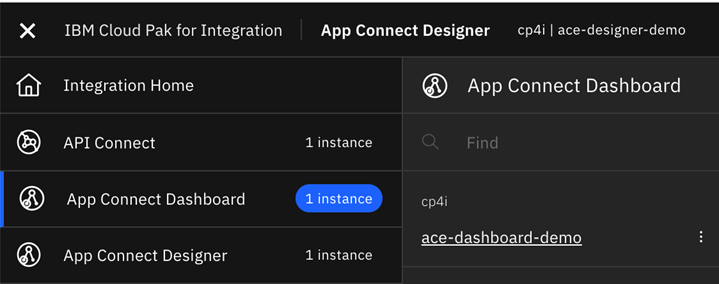 IBM Cloud Pak for Integration | App Connect Designer cp4i | ace-designer-demo
Integration Home
App Connect Dashboard
API Connect 1 instance
Find
App Connect Dashboard 1 instance
cp4i
ace-dashboard-demo
App Connect Designer 1 instance